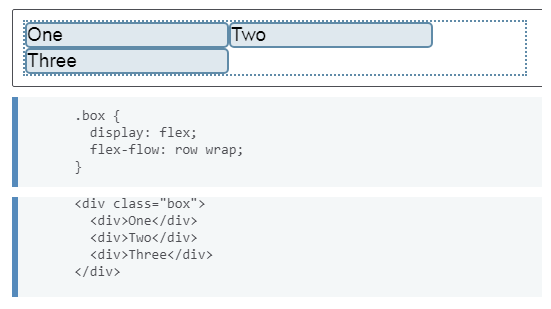 One Two
Three
.box {
  display: flex;
  flex-flow: row wrap;
}
<div class="box">
  <div>One</div>
  <div>Two</div>
  <div>Three</div>
</div>